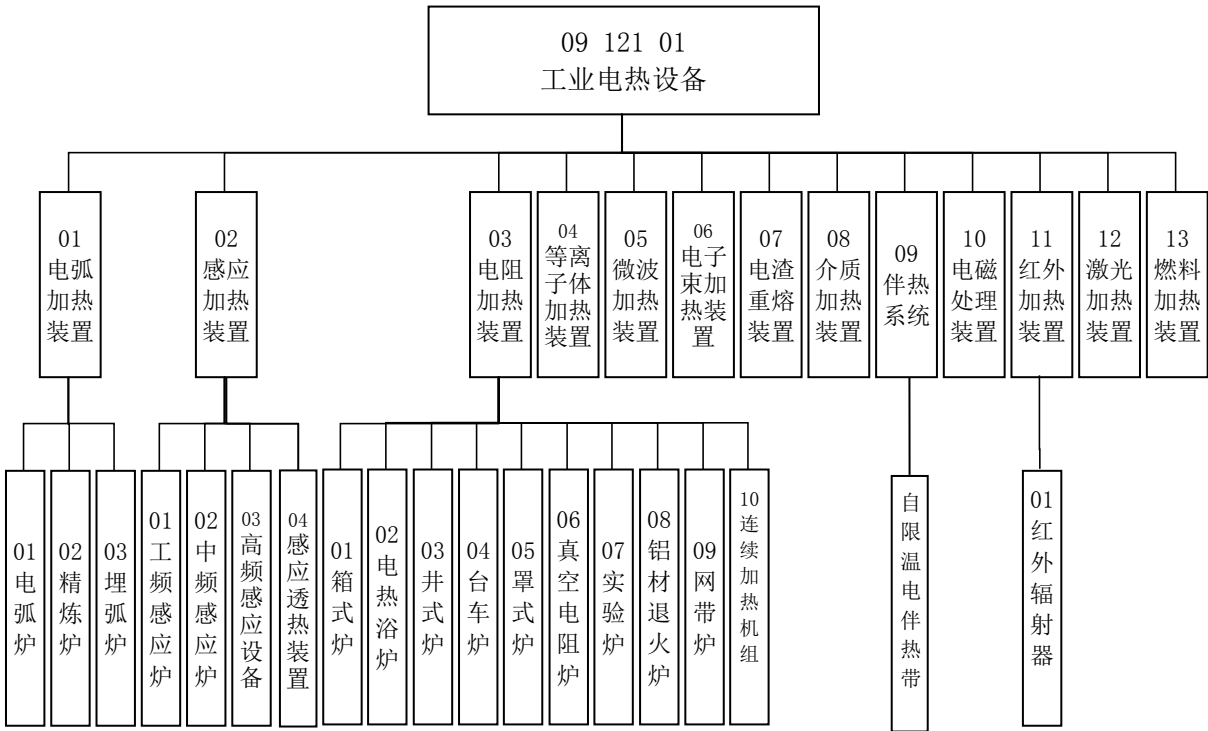 09 121 01
工业电热设备
01
电弧
加热
装置
02
感应
加热
装置
03
电阻
加热
装置
04
等离
子体
加热
装置
05
微波
加热
装置
06
电子
束加
热装
置
07
电渣
重熔
装置
08
介质
加热
装置
09
伴热
系统
10
电磁
处理
装置
11
红外
加热
装置
12
激光
加热
装置
13
燃料
加热
装置
01
电弧炉
02
精炼炉
03
埋弧炉
01
工频感应炉
02
中频感应炉
03
高频感应设备
04
感应透热装置
01
箱式炉
02
电热浴炉
03
井式炉
04
台车炉
05
罩式炉
06
真空电阻炉
07
实验炉
08
铝材退火炉
09
网带炉
10
连续加热机组
自限温电伴热带
01
红外辐射器